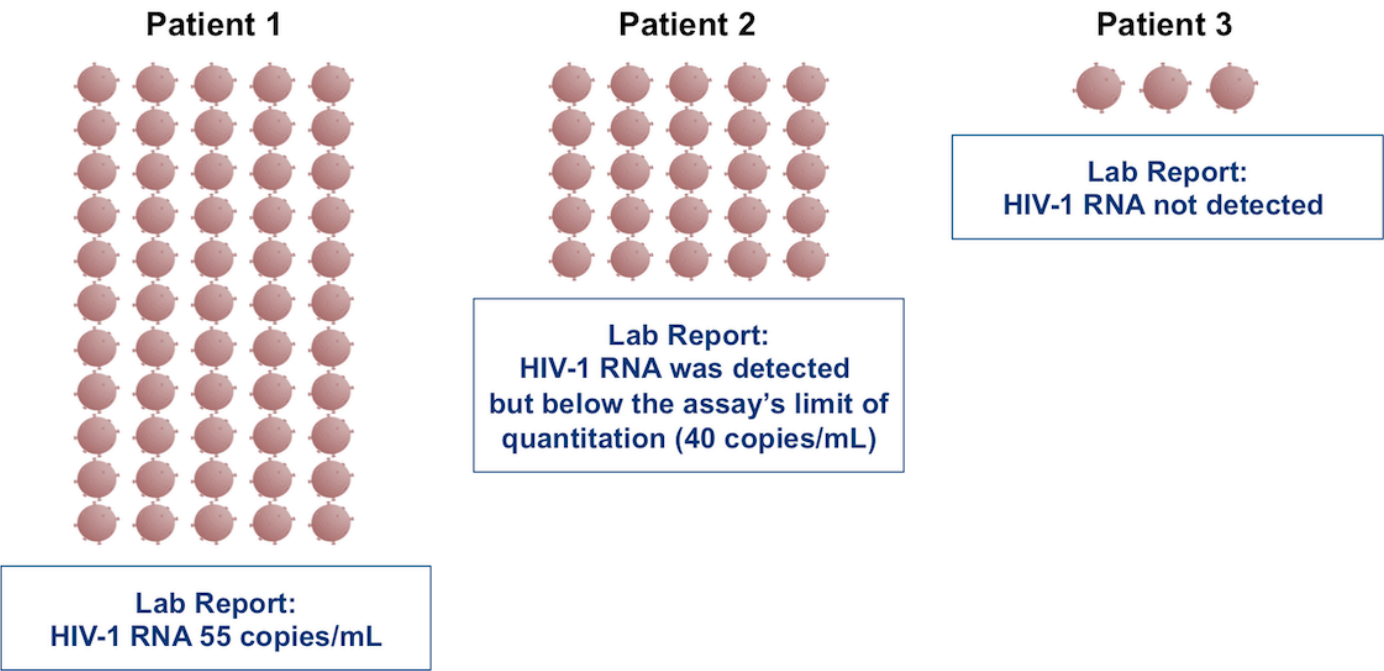 Patient 1
Patient 2
Patient 3
Lab Report:
HIV-1 RNA not detected
Lab Report:
HIV-1 RNA was detected
but below the assay’s limit of
quantitation (40 copies/mL)
Lab Report:
HIV-1 RNA 55 copies/mL